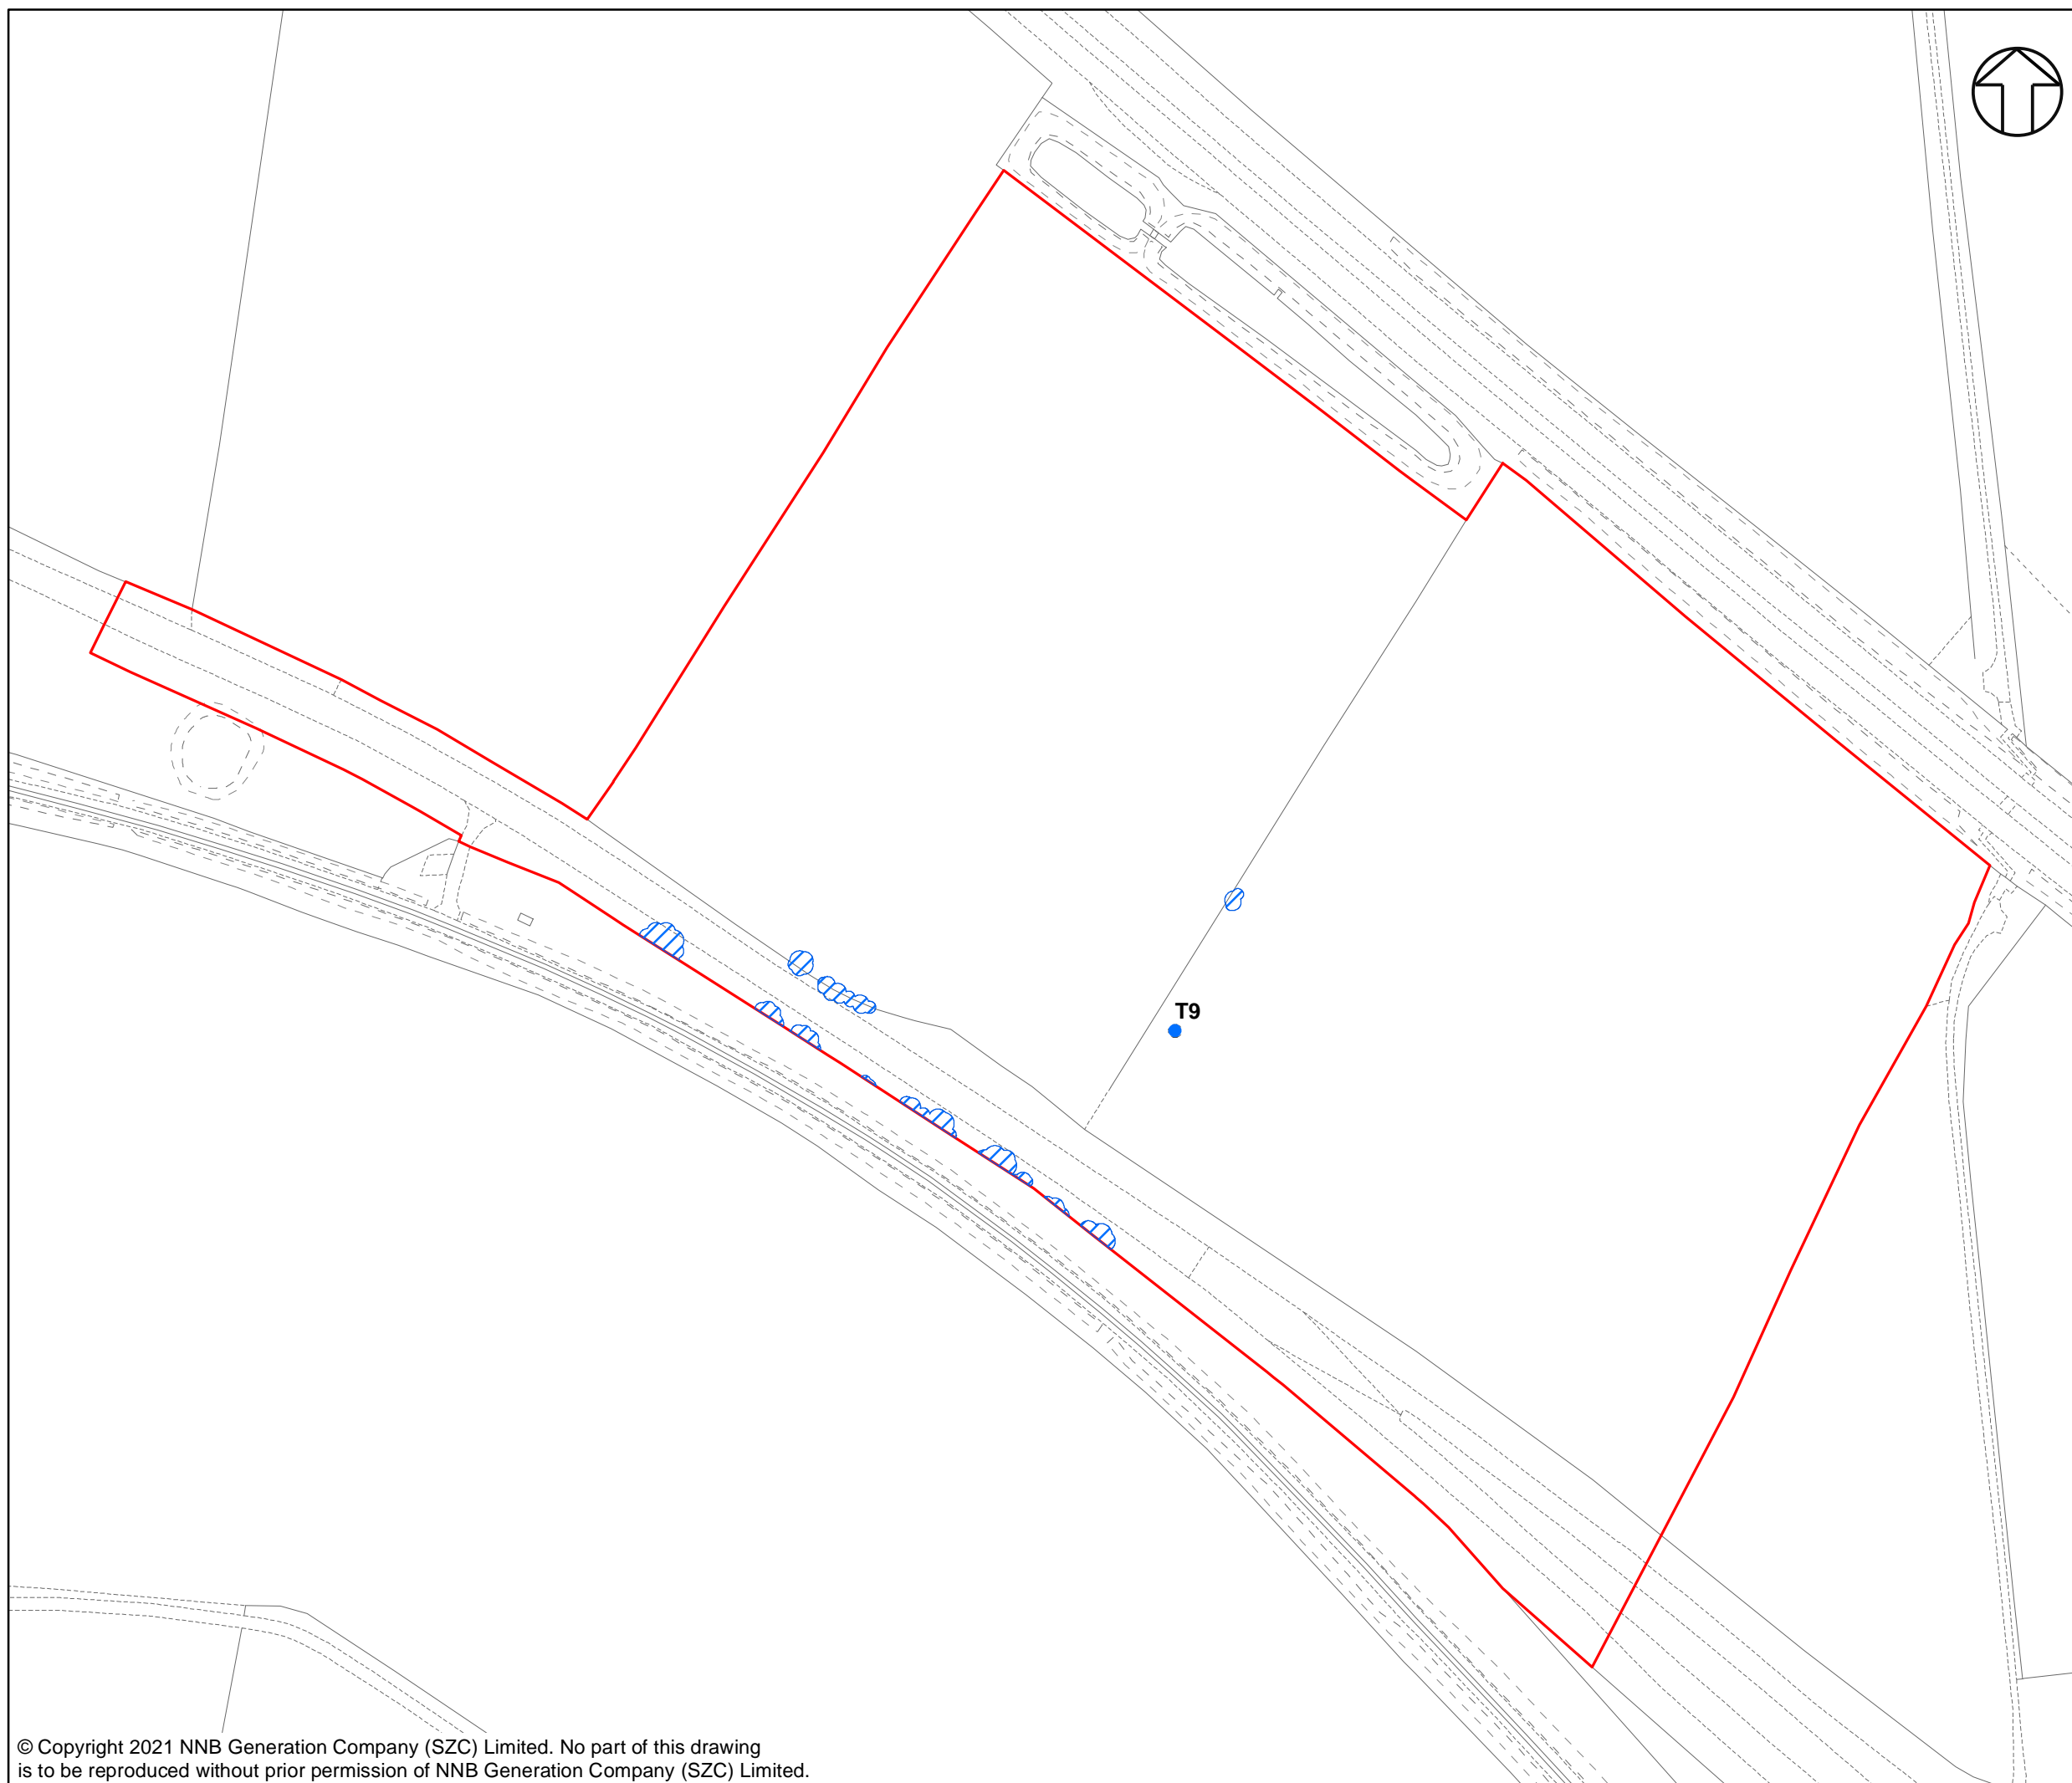 T9
© Copyright 2021 NNB Generation Company (SZC) Limited. No part of this drawing
is to be reproduced without prior permission of NNB Generation Company (SZC) Limited.